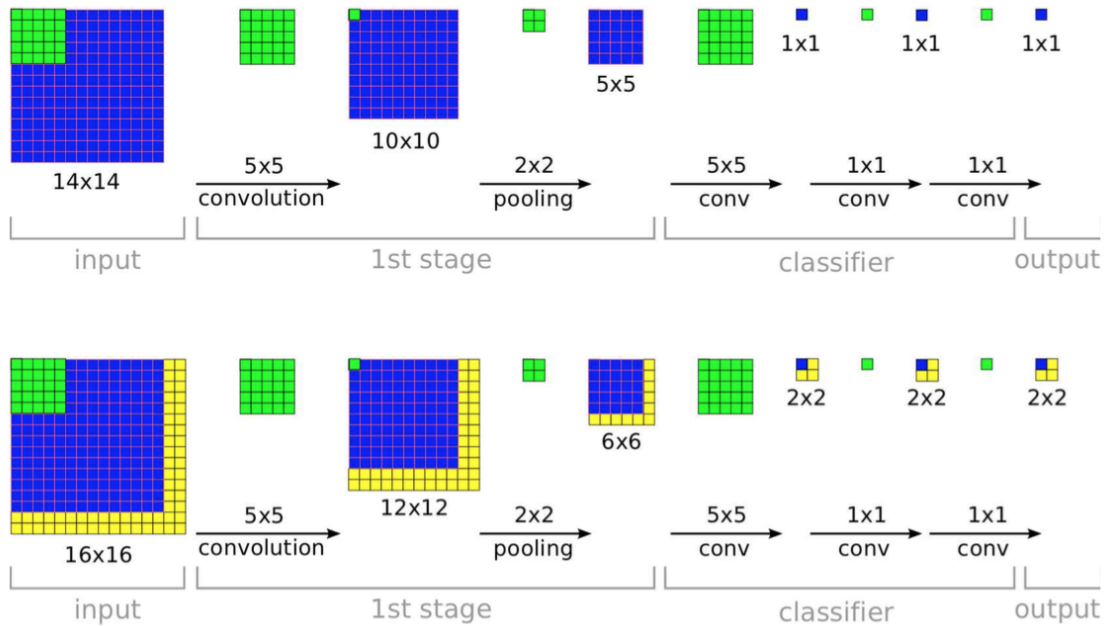 1x1 1x1 1x1
5x5
10x10
14x14
5x5 2x2 5x5 1x1 1x1
convolution pooling conv conv conv
input 1st stage classifier output
2x2 2x2 2x2
6x6
12x12
16x16
5x5 2x2 5x5 1x1 1x1
convolution pooling conv conv conv
input 1st stage classifier output